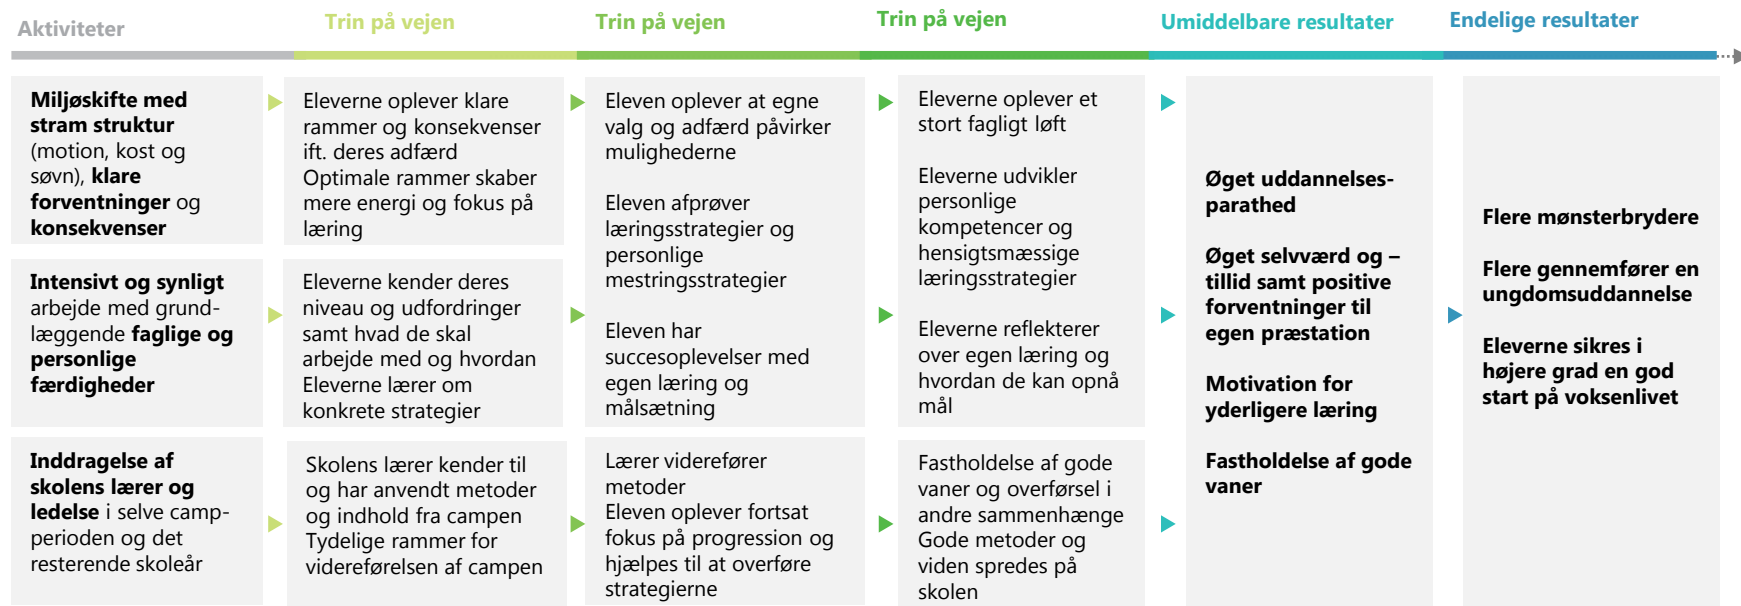 Aktiviteter
Trin på vejen
Trin på vejen
Trin på vejen
Umiddelbare resultater
Endelige resultater
Miljøskifte med
stram struktur
(motion, kost og
søvn), klare
forventninger og
konsekvenser
Eleverne oplever klare
rammer og konsekvenser
ift. deres adfærd
Optimale rammer skaber
mere energi og fokus på
læring
Eleven oplever at egne
valg og adfærd påvirker
mulighederne
Eleven afprøver
læringsstrategier og
personlige
mestringsstrategier
Eleven har
succesoplevelser med
egen læring og
målsætning
Eleverne oplever et
stort fagligt løft
Eleverne udvikler
personlige
kompetencer og
hensigtsmæssige
læringsstrategier
Eleverne reflekterer
over egen læring og
hvordan de kan opnå
mål
Øget uddannelses-
parathed
Øget selvværd og –
tillid samt positive
forventninger til
egen præstation
Motivation for
yderligere læring
Fastholdelse af gode
vaner
Flere mønsterbrydere
Flere gennemfører en
ungdomsuddannelse
Eleverne sikres i
højere grad en god
start på voksenlivet
Intensivt og synligt
arbejde med grund-
læggende faglige og
personlige
færdigheder
Eleverne kender deres
niveau og udfordringer
samt hvad de skal
arbejde med og hvordan
Eleverne lærer om
konkrete strategier
Inddragelse af
skolens lærer og
ledelse i selve camp-
perioden og det
resterende skoleår
Skolens lærer kender til
og har anvendt metoder
og indhold fra campen
Tydelige rammer for
videreførelsen af campen
Lærer viderefører
metoder
Eleven oplever fortsat
fokus på progression og
hjælpes til at overføre
strategierne
Fastholdelse af gode
vaner og overførsel i
andre sammenhænge
Gode metoder og
viden spredes på
skolen